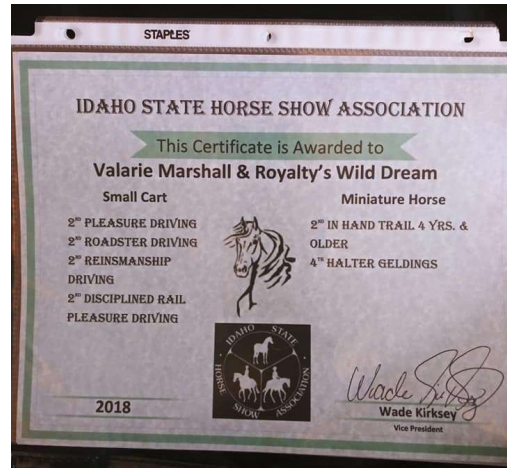 STAPLES
IDAHO STATE HORSE SHOW ASSOCIATION
This Certificate is Awarded to
Valarie Marshall & Royalty's Wild Dream
Small Cart
2ND PLEASURE DRIVING
2ND ROADSTER DRIVING
2ND REINSMANSHIP
DRIVING
2ND DISCIPLINED RAIL
PLEASURE DRIVING
Miniature Horse
2ND IN HAND TRAIL 4 YRS. &
OLDER
4TH HALTER GELDINGS
IDAHO STATE
HORSE SHOW ASSOCIATION
2018
Wade Kirksey
Vice President